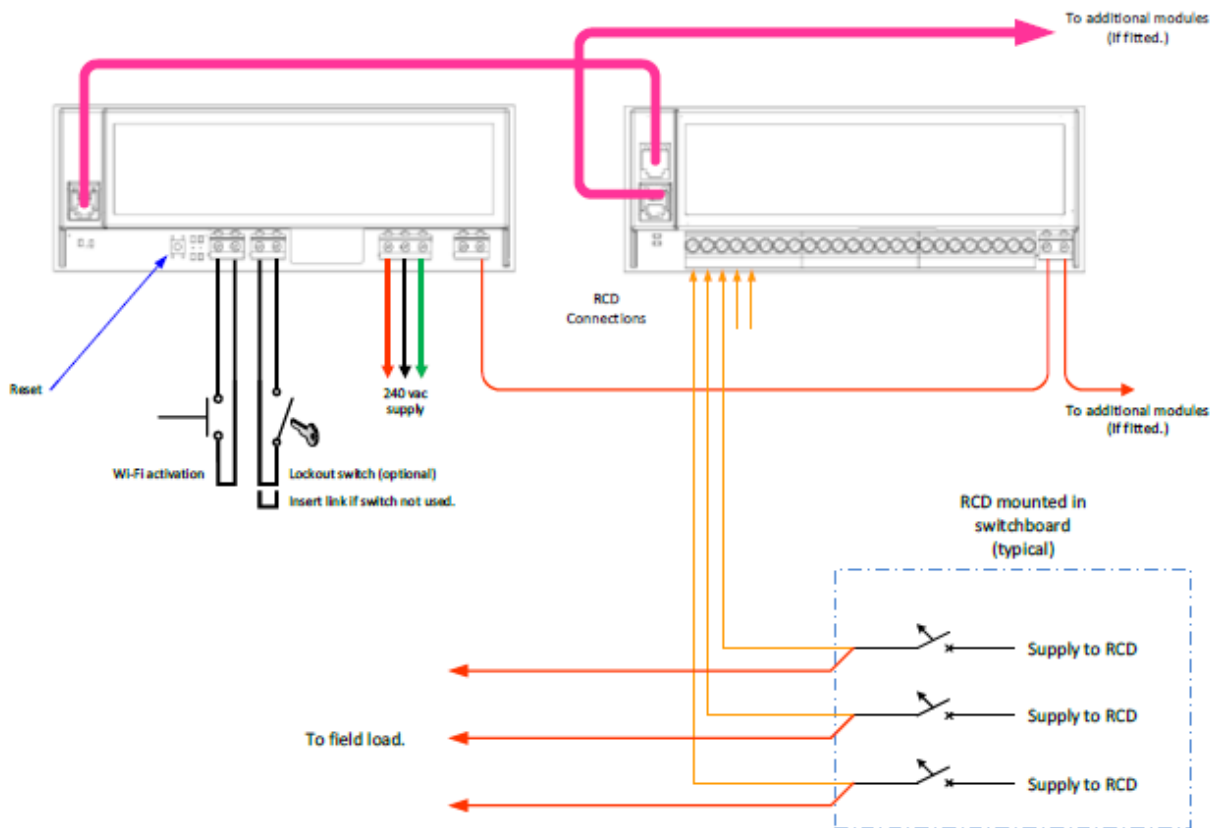 To additional modules
(If fitted.)
RCD
Connections
Reset
240 vac
supply
To additional modules
(If fitted.)
Wi-Fi activation
Lockout switch (optional)
Insert link if switch not used.
RCD mounted in
switchboard
(typical)
Supply to RCD
Supply to RCD
To field load.
Supply to RCD